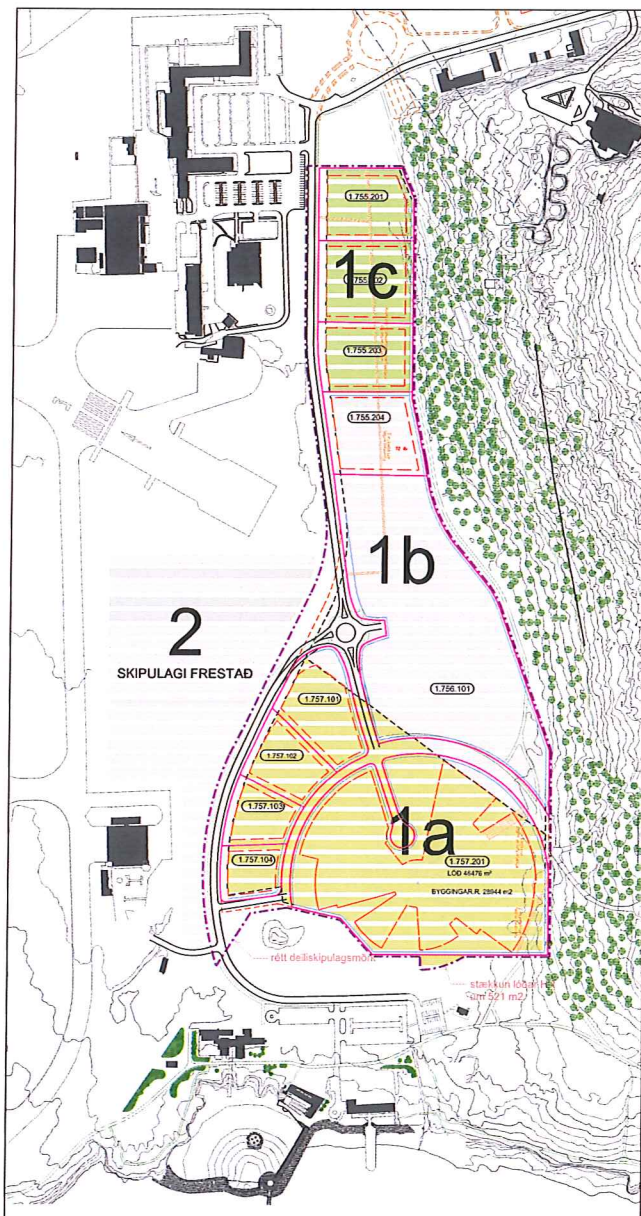 1.755.201
1c
1.755.203
1.755.204
1b
2
SKIPULAGI FRESTAÐ
1.756.101
1.757.101
1.757.102
1.757.103
1a
1.757.104
1.757.201
LÓÐ 46476 m²
BYGGINGAR.R. 28944 m2
rétt deiliskipulagsmörk
stækkun lóðar
um 521 m2